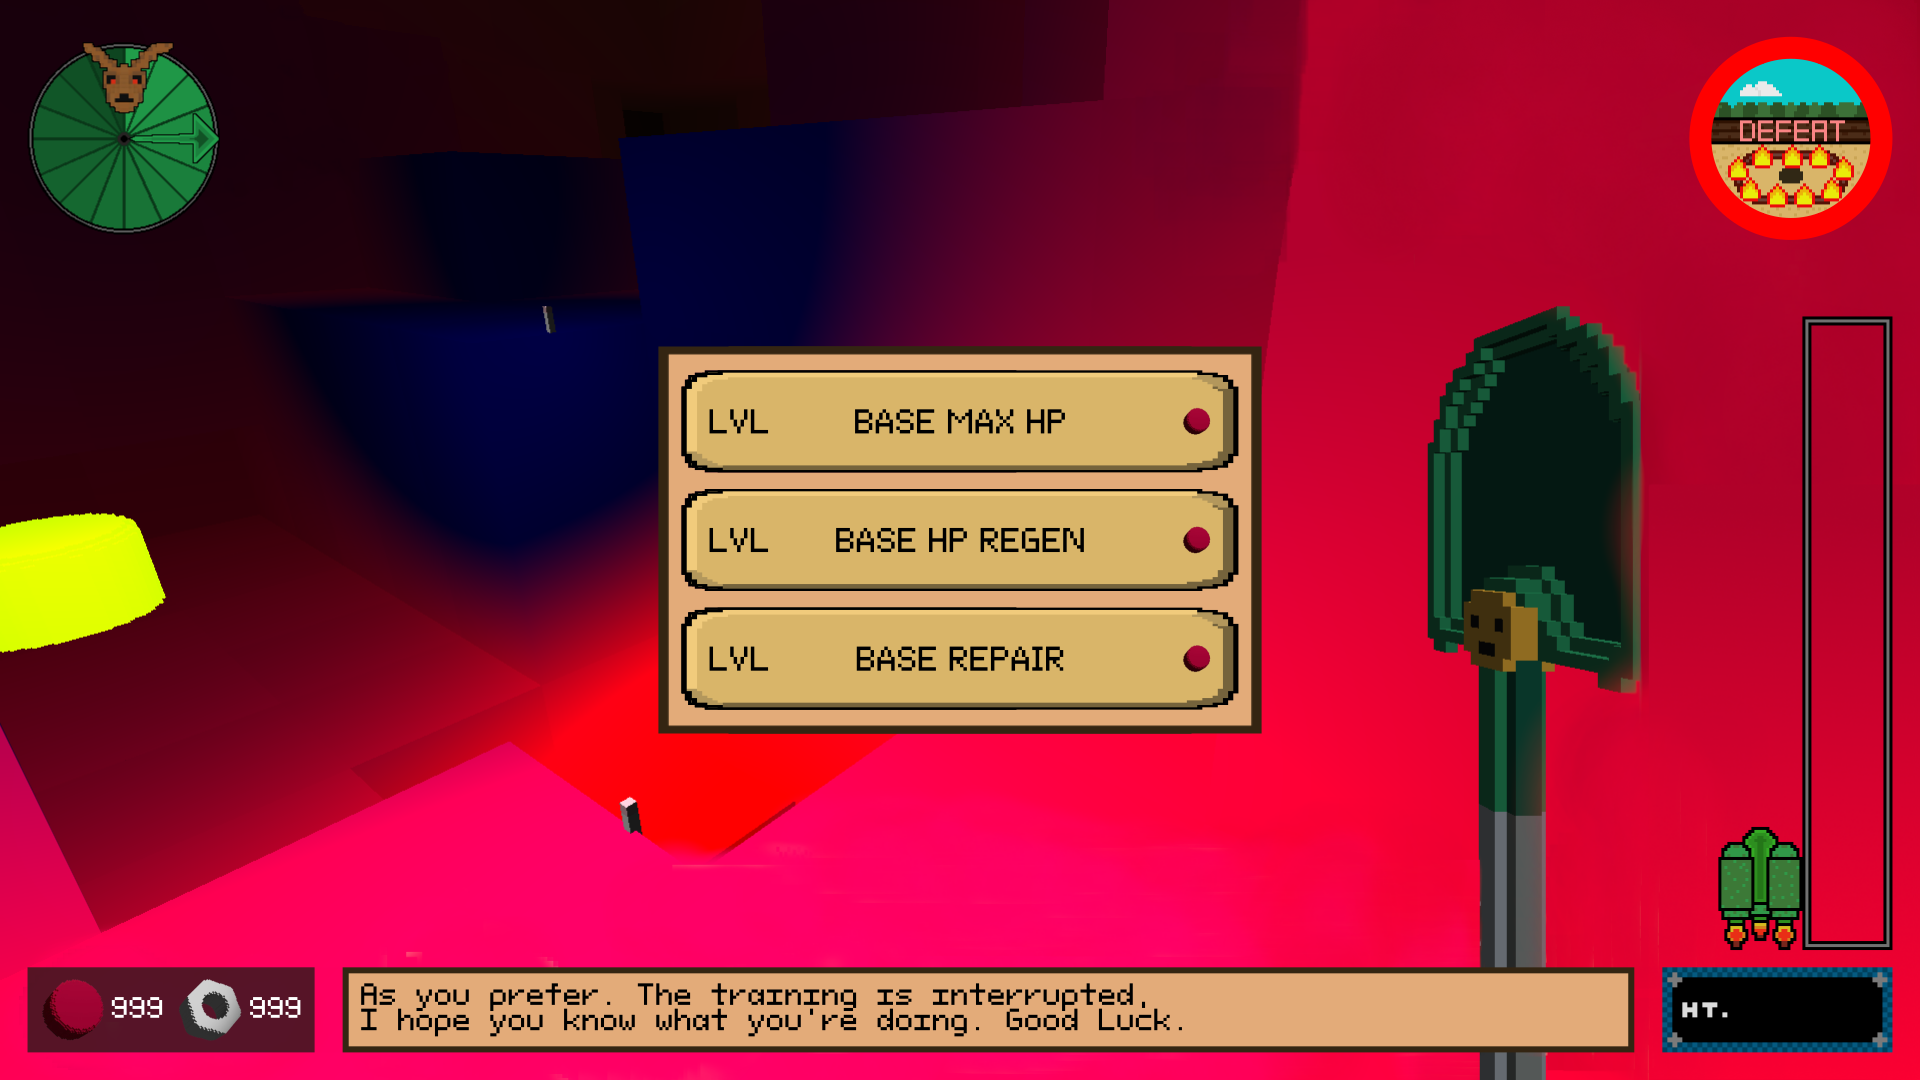 DEFEAT
LVL BASE MAX HP
LVL BASE HP REGEN
LVL BASE REPAIR
999 999
As you prefer. The training is interrupted.
I hope you know what you're doing. Good Luck.
HT.